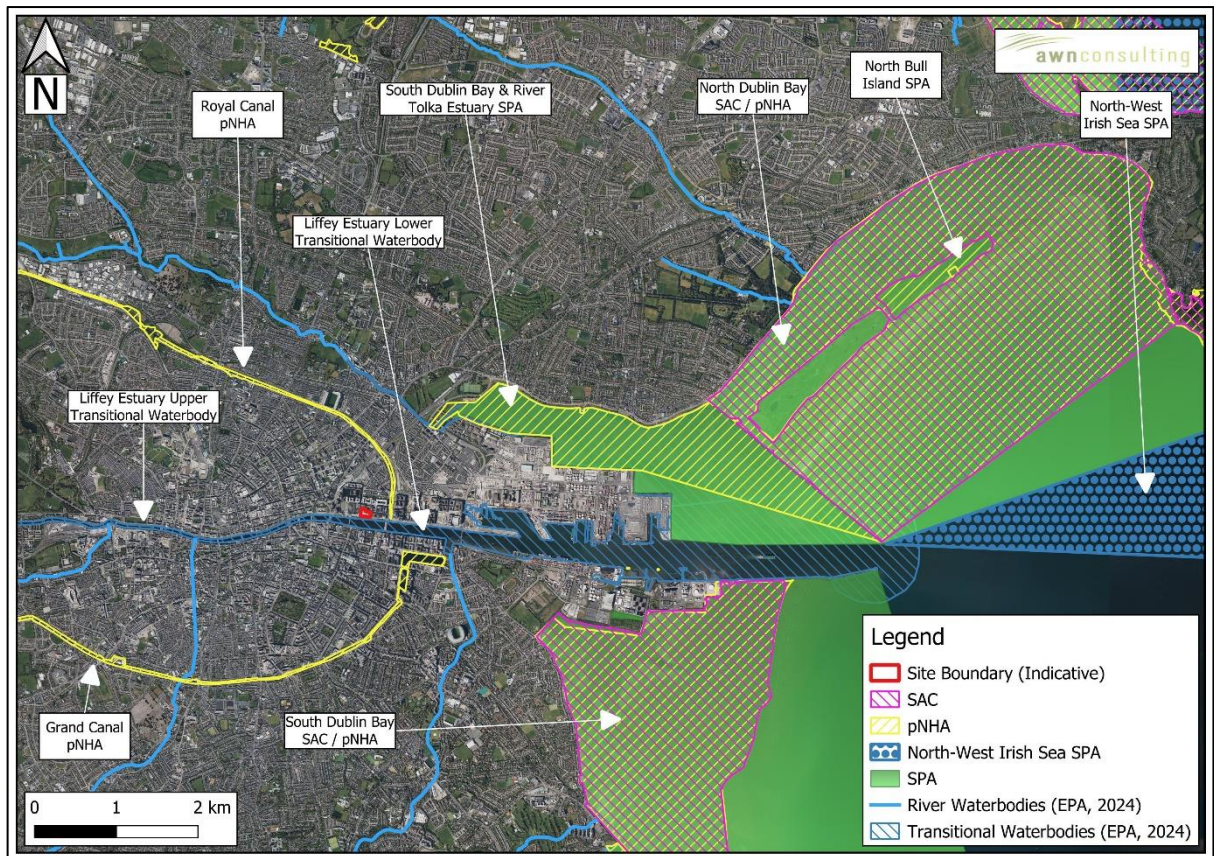 N
awnconsulting
Royal Canal
pNHA
South Dublin Bay & River
Tolka Estuary SPA
North Dublin Bay
SAC / pNHA
North Bull
Island SPA
North-West
Irish Sea SPA
Liffey Estuary Lower
Transitional Waterbody
Liffey Estuary Upper
Transitional Waterbody
Grand Canal
pNHA
South Dublin Bay
SAC / pNHA
0 1 2 km
Legend
Site Boundary (Indicative)
SAC
pNHA
North-West Irish Sea SPA
SPA
River Waterbodies (EPA, 2024)
Transitional Waterbodies (EPA, 2024)